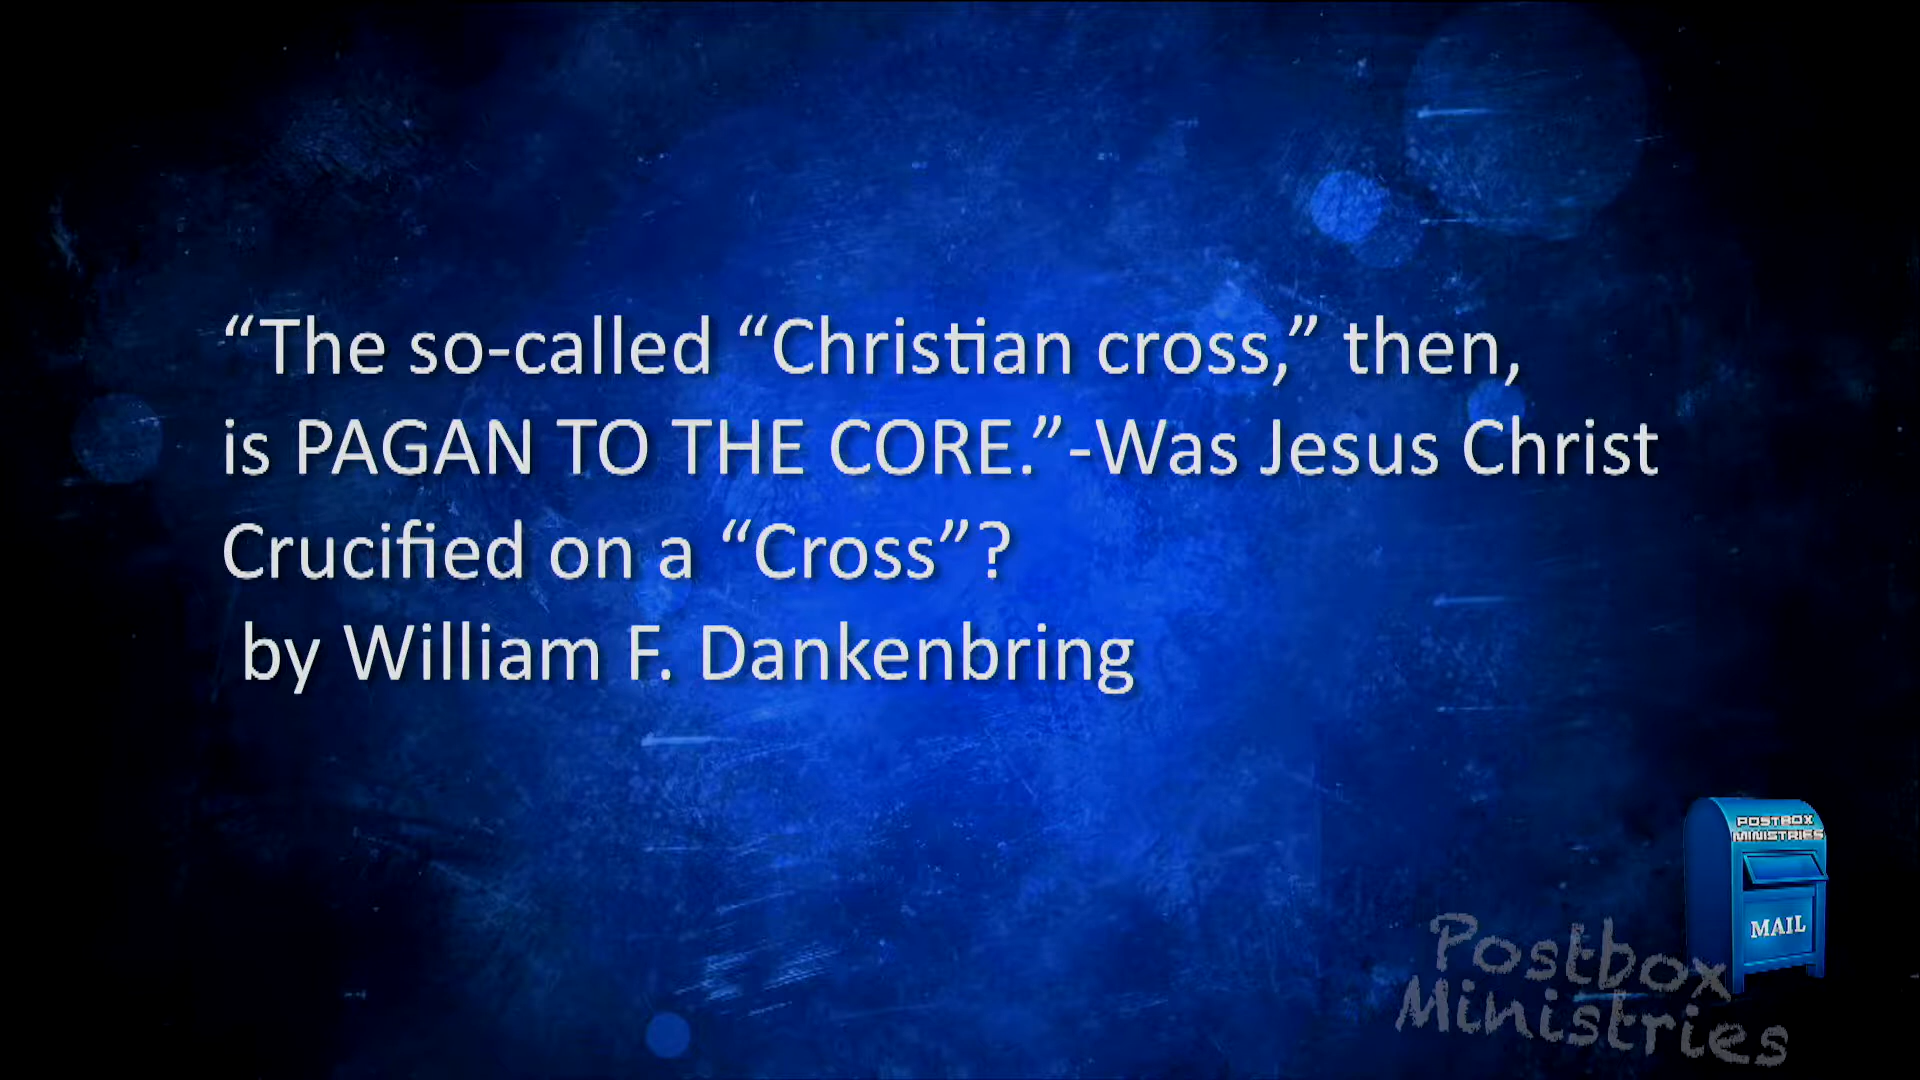 “The so-called “Christian cross,” then,
is PAGAN TO THE CORE.”-Was Jesus Christ
Crucified on a “Cross”?
by William F. Dankenbring
POSTBOX
MINISTRIES
MAIL
Postbox
Ministries